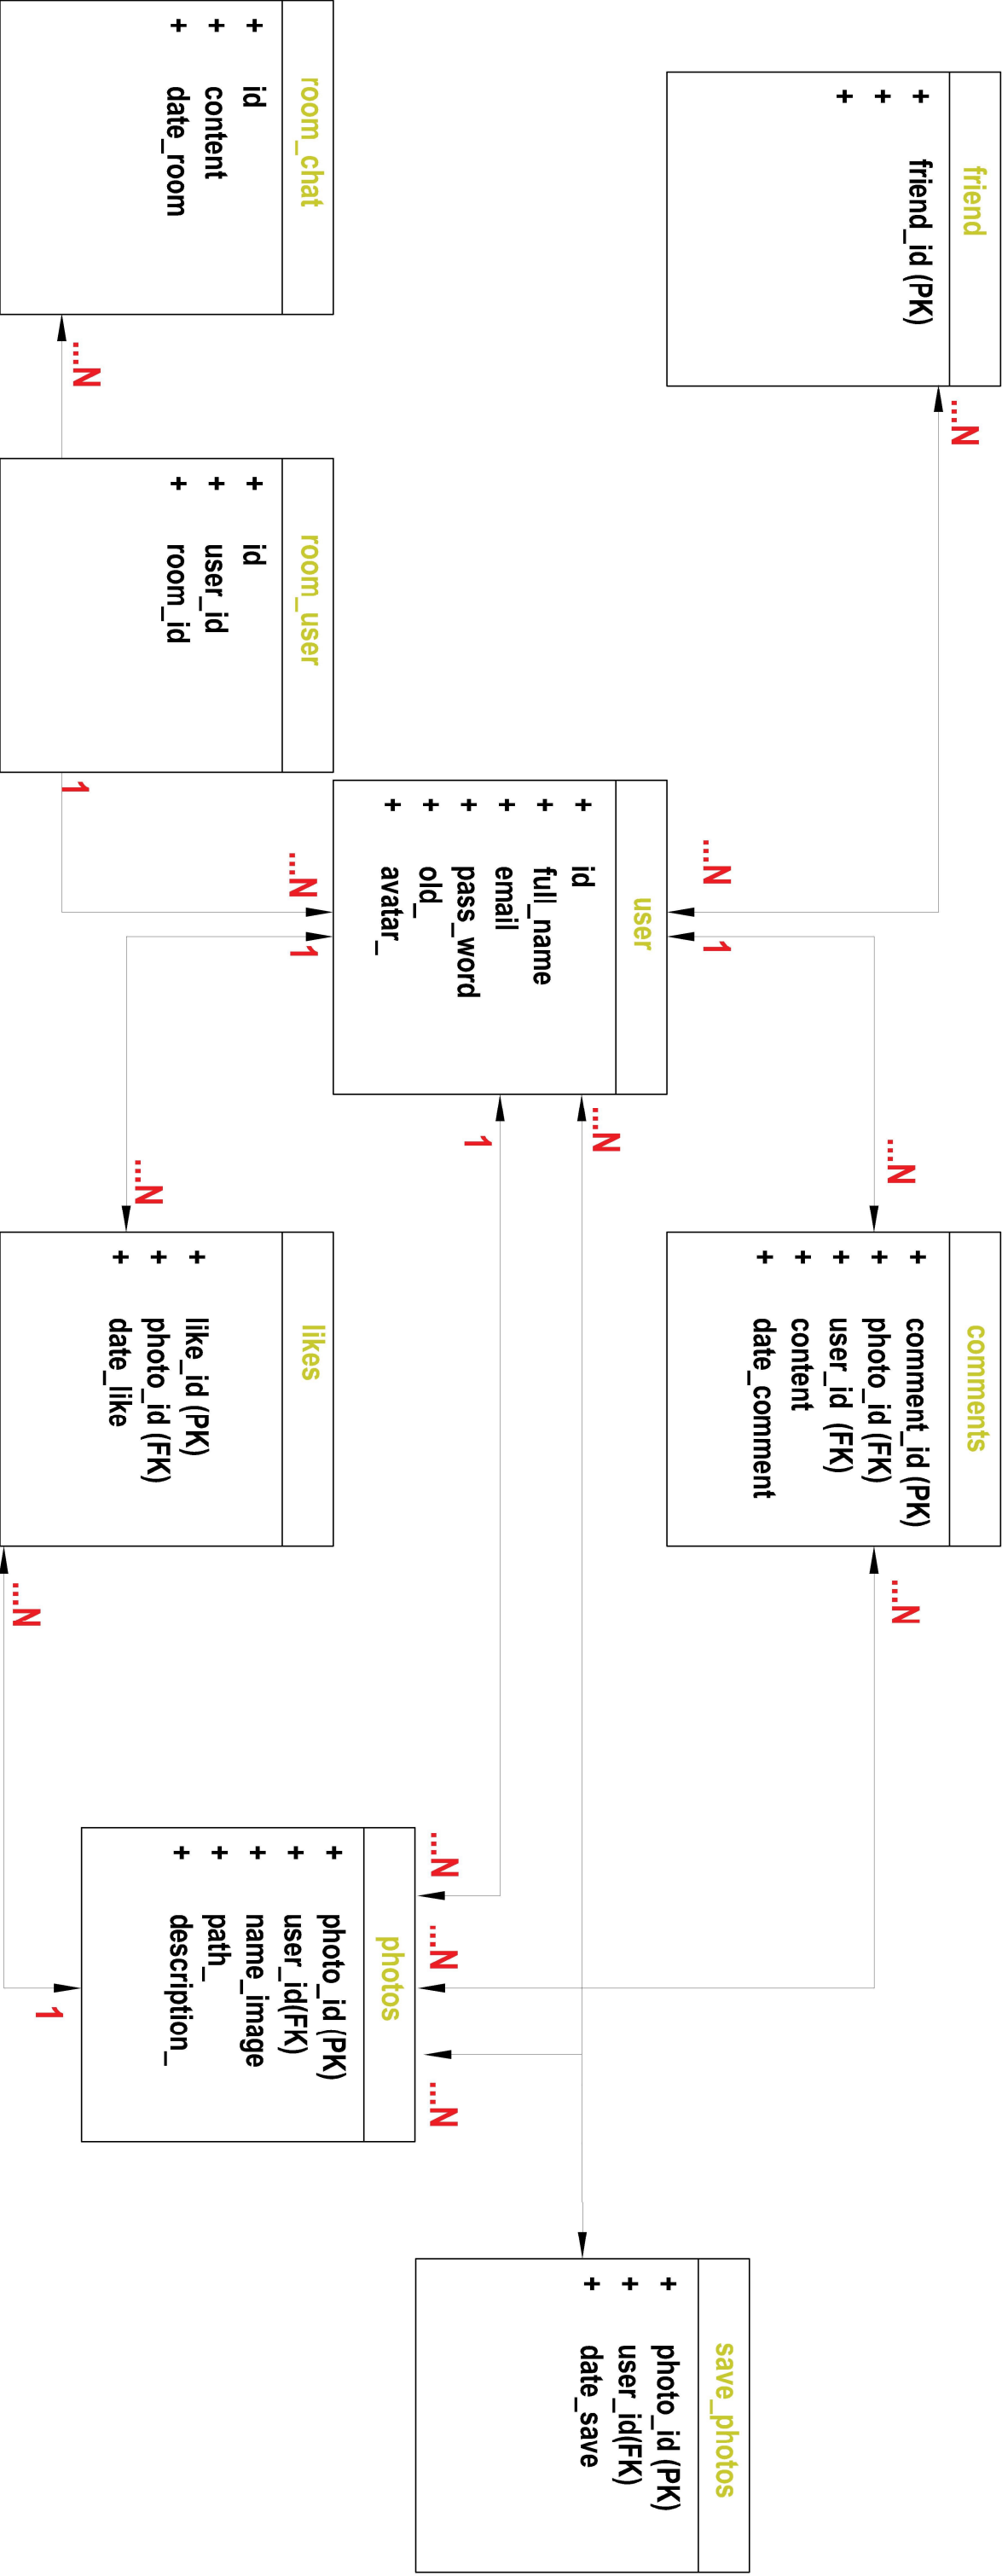 friend
+ friend_id (PK)
+
+
...N
...N
1
...N
comments
+ comment_id (PK)
+ photo_id (FK)
+ user_id (FK)
+ content
+ date_comment
...N
user
+ id
+ full_name
+ email
+ pass_word
+ old_
+ avatar_
...N
1
save_photos
+ photo_id (PK)
+ user_id(FK)
+ date_save
room_chat
+ id
+ content
+ date_room
...N
room_user
+ id
+ user_id
+ room_id
1
...N
1
...N
likes
+ like_id (PK)
+ photo_id (FK)
+ date_like
...N
...N
...N
...N
photos
+ photo_id (PK)
+ user_id(FK)
+ name_image
+ path_
+ description_
1